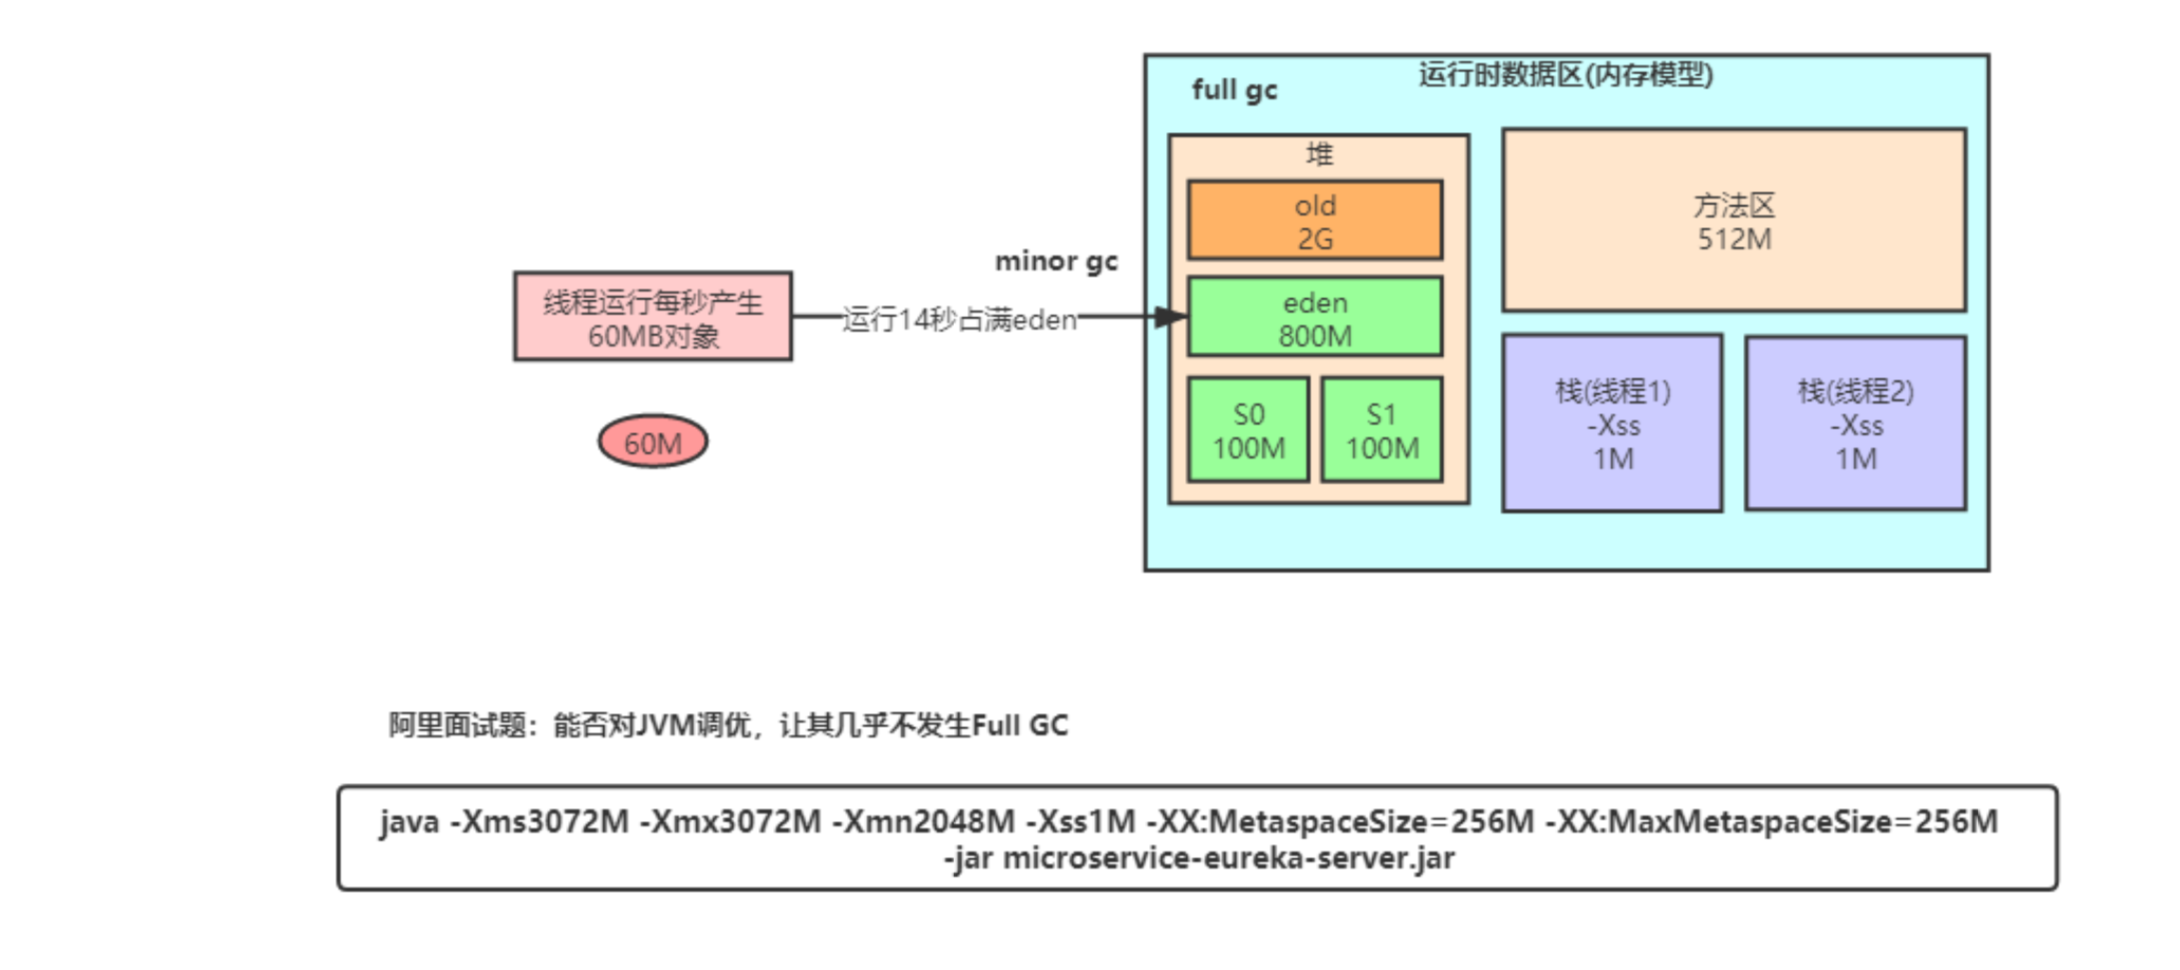 运行时数据区(内存模型)
full gc
堆
old
2G
方法区
512M
minor gc
线程运行每秒产生
60MB对象
运行14秒占满eden
eden
800M
60M
S0
100M
S1
100M
栈(线程1)
-Xss
1M
栈(线程2)
-Xss
1M
阿里面试题：能否对JVM调优，让其几乎不发生Full GC
java -Xms3072M -Xmx3072M -Xmn2048M -Xss1M -XX:MetaspaceSize=256M -XX:MaxMetaspaceSize=256M
-jar microservice-eureka-server.jar